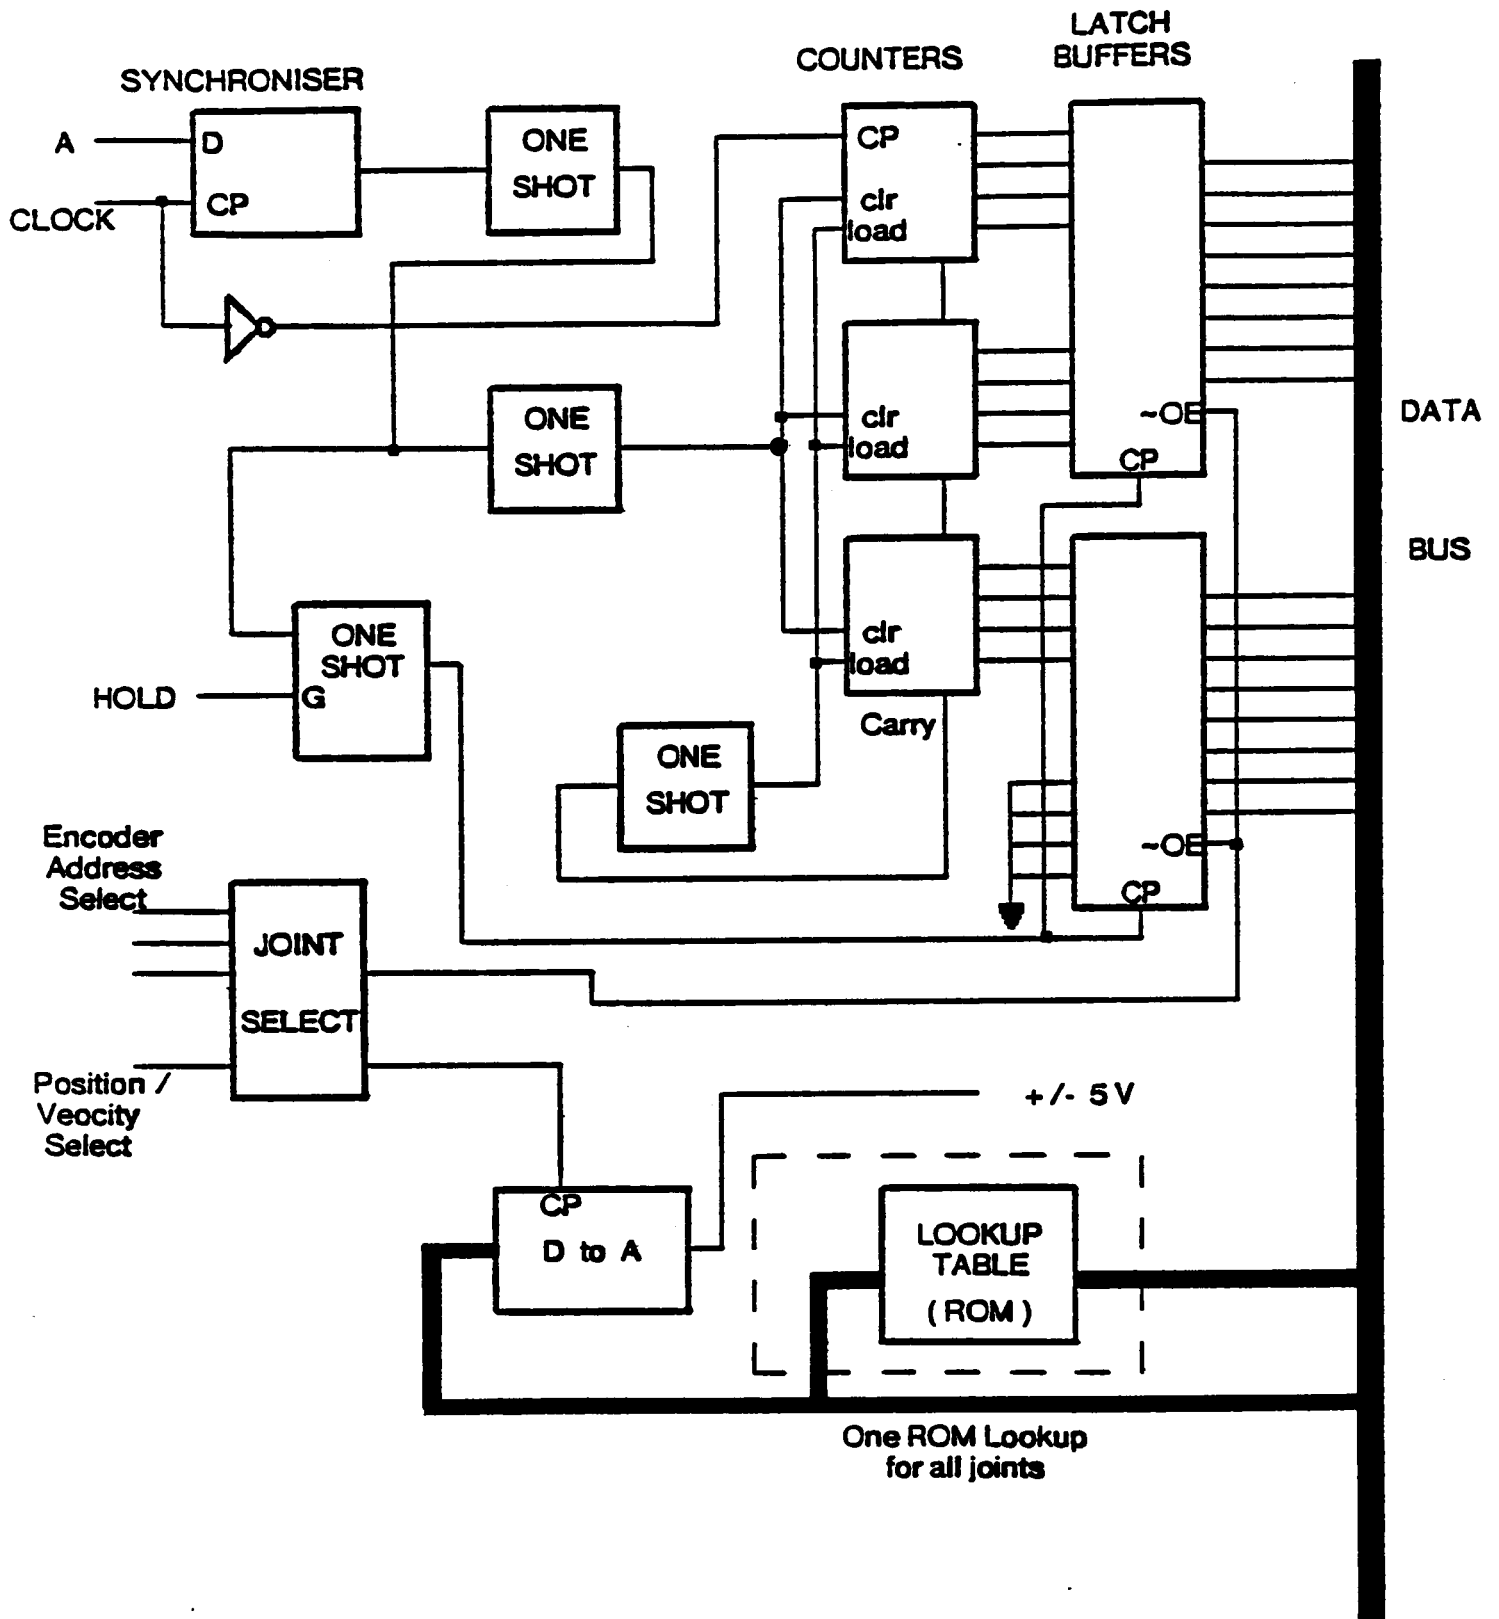 LATCH
BUFFERS
COUNTERS
SYNCHRONISER
A
D
CLOCK
CP
ONE
SHOT
CP
clr
load
ONE
SHOT
clr
load
~OE
CP
DATA
BUS
ONE
SHOT
HOLD
G
clr
load
Carry
ONE
SHOT
~OE
CP
Encoder
Address
Select
JOINT
SELECT
Position /
Veocity
Select
+/- 5 V
CP
D to A
LOOKUP
TABLE
( ROM )
One ROM Lookup
for all joints